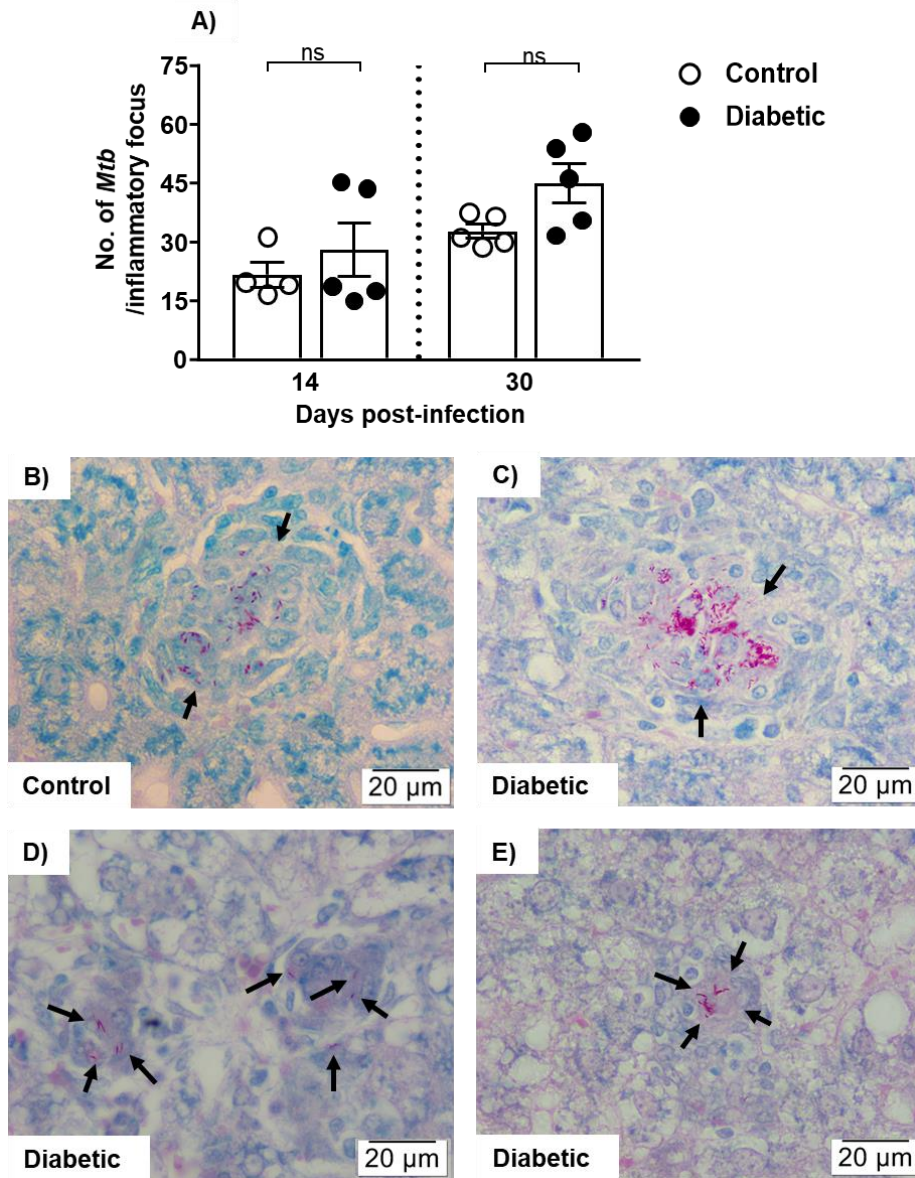 A)
ns
ns
75
60
45
30
15
0
No. of Mtb
/inflammatory focus
Control
Diabetic
14
30
Days post-infection
B)
Control
20 µm
C)
Diabetic
20 µm
D)
Diabetic
20 µm
E)
Diabetic
20 µm